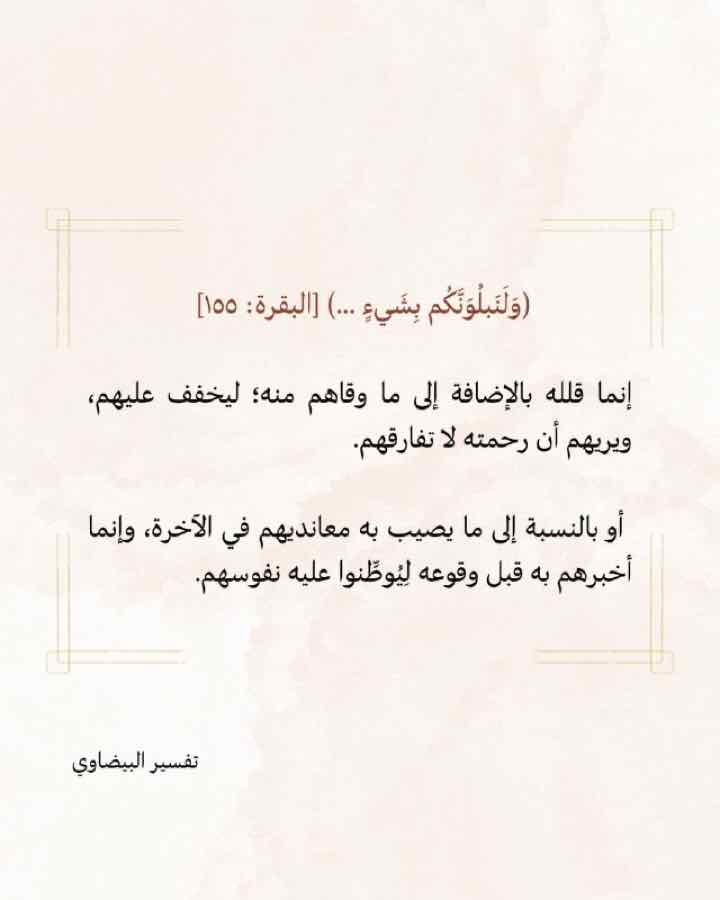 (وَلَنَبلُوَنَّكُم بِشَيءٍ ...) [البقرة: ١٥٥]
إنما قلله بالإضافة إلى ما وقاهم منه؛ ليخفف عليهم،
ويريهم أن رحمته لا تفارقهم.
أو بالنسبة إلى ما يصيب به معانديهم في الآخرة، وإنما
أخبرهم به قبل وقوعه لِيُوطِّنوا عليه نفوسهم.
تفسير البيضاوي